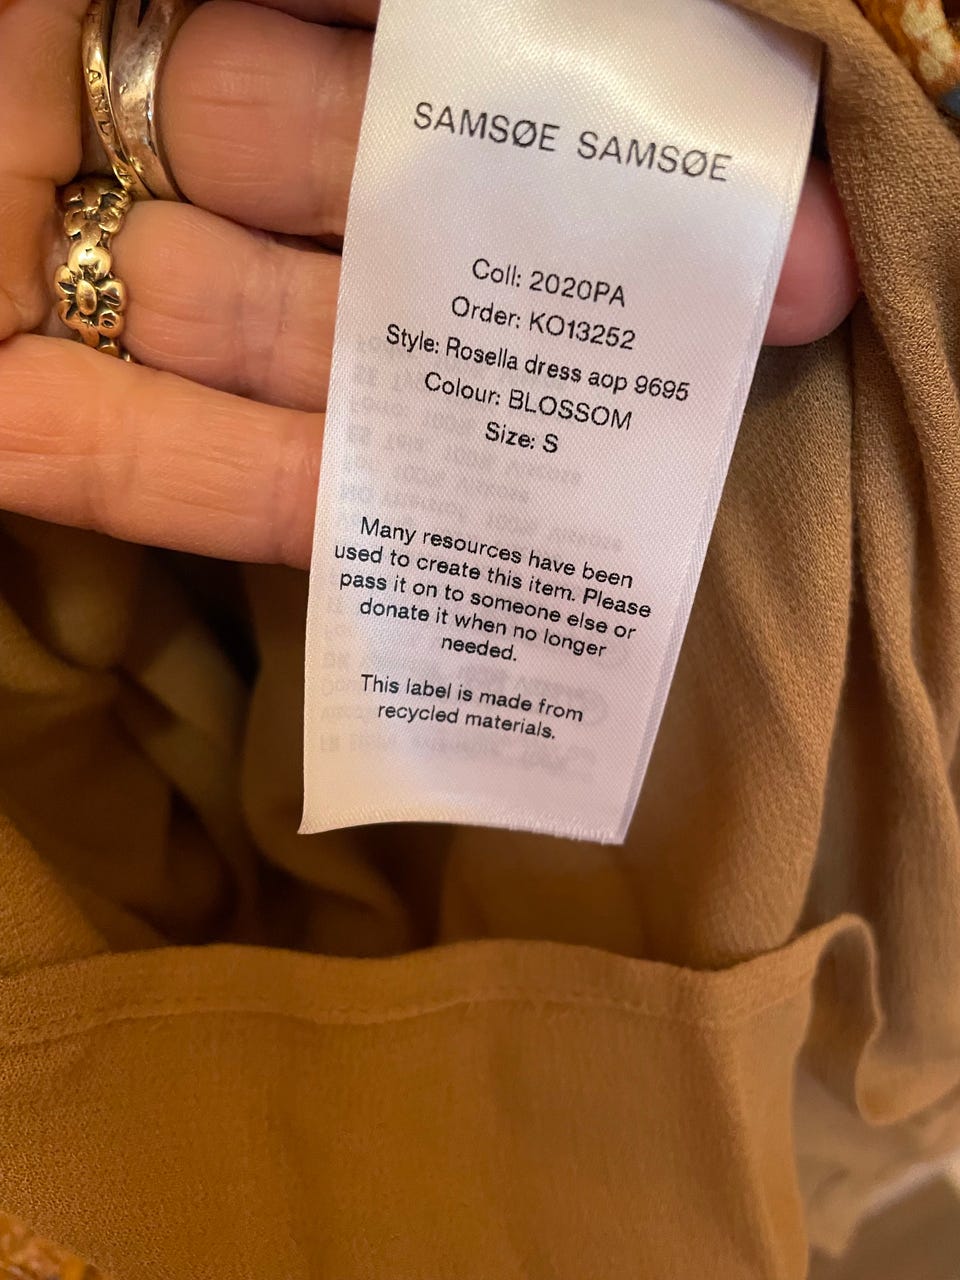 SAMSØE SAMSØE
Coll: 2020PA
Order: KO13252
Style: Rosella dress aop 9695
Colour: BLOSSOM
Size: S
Many resources have been
used to create this item. Please
pass it on to someone else or
donate it when no longer
needed.
This label is made from
recycled materials.
AND